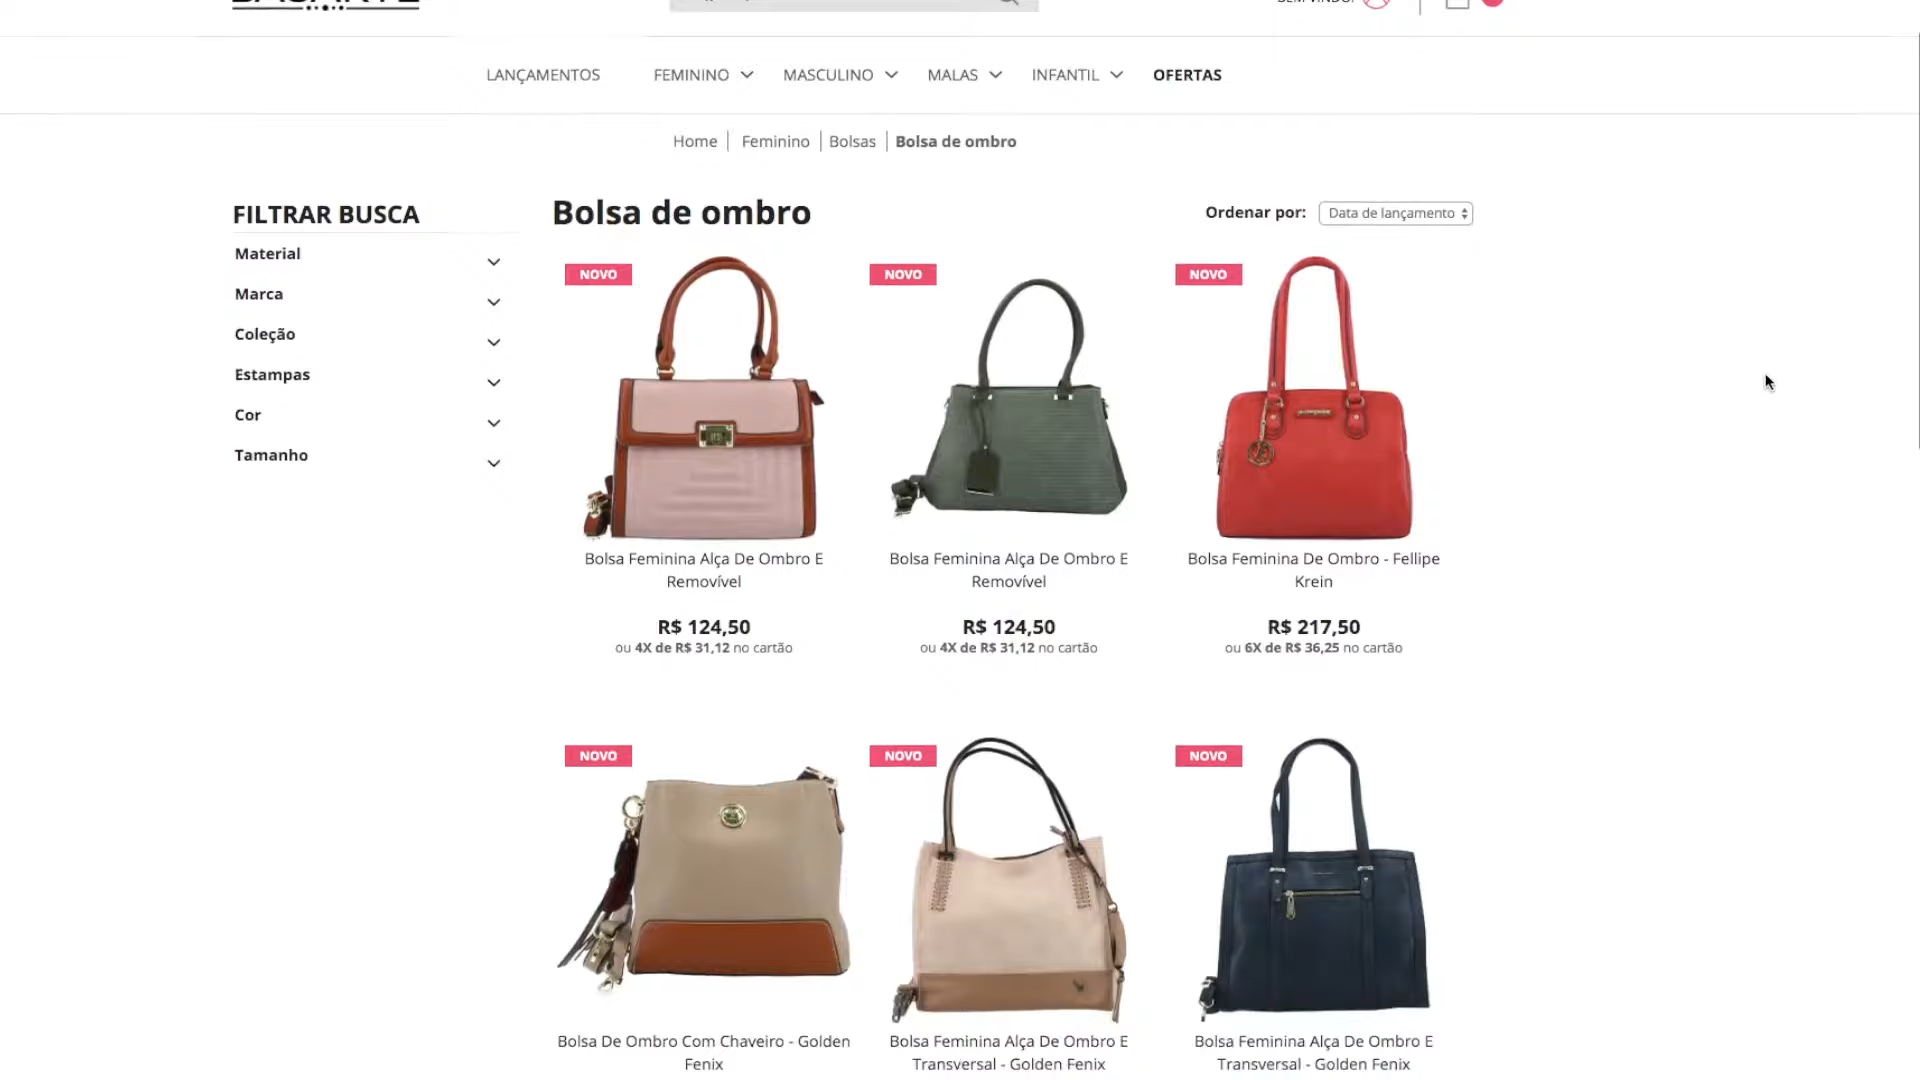 LANÇAMENTOS FEMININO MASCULINO MALAS INFANTIL OFERTAS
Home Feminino Bolsas Bolsa de ombro
FILTRAR BUSCA
Material
Marca
Coleção
Estampas
Cor
Tamanho
Bolsa de ombro
Ordenar por: Data de lançamento
NOVO NOVO NOVO
Bolsa Feminina Alça De Ombro E
Removível
R$ 124,50
ou 4X de R$ 31,12 no cartão
Bolsa Feminina Alça De Ombro E
Removível
R$ 124,50
ou 4X de R$ 31,12 no cartão
Bolsa Feminina De Ombro - Fellipe
Krein
R$ 217,50
ou 6X de R$ 36,25 no cartão
NOVO NOVO NOVO
Bolsa De Ombro Com Chaveiro - Golden
Fenix
Bolsa Feminina Alça De Ombro E
Transversal - Golden Fenix
Bolsa Feminina Alça De Ombro E
Transversal - Golden Fenix